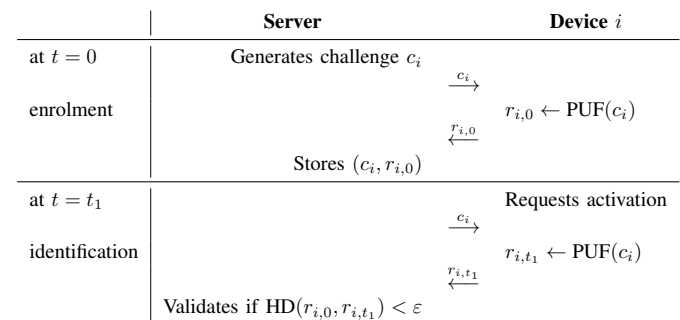 Server Device i
at t = 0 Generates challenge c_i
c_i →
enrolment r_{i,0} ← PUF(c_i)
r_{i,0} ←
Stores (c_i, r_{i,0})
at t = t_1 Requests activation
c_i →
identification r_{i,t_1} ← PUF(c_i)
r_{i,t_1} ←
Validates if HD(r_{i,0}, r_{i,t_1}) < ε